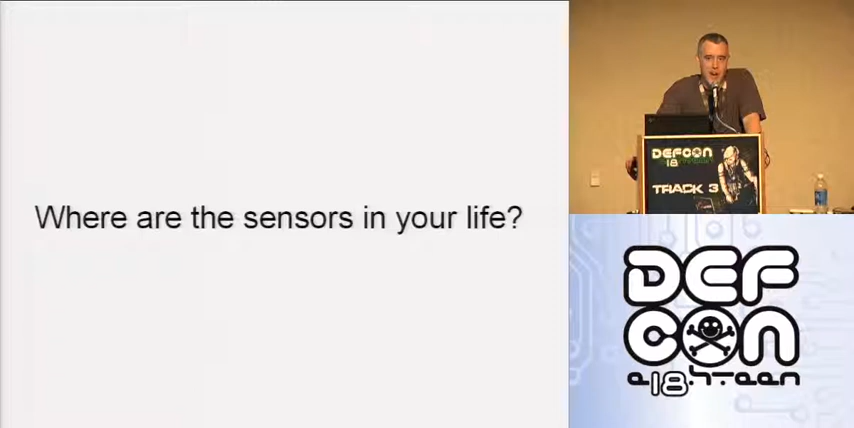 Where are the sensors in your life?
DEFCON
18
TRACK 3
DEF
CON
e18hteen